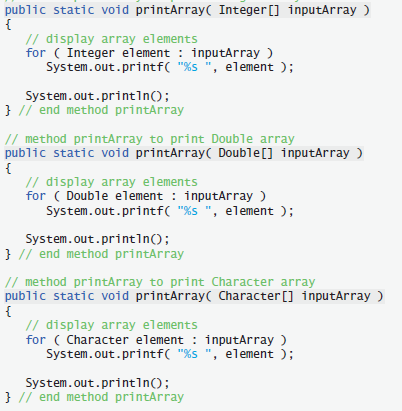 public static void printArray( Integer[] inputArray )
{
// display array elements
for ( Integer element : inputArray )
System.out.printf( "%s ", element );
System.out.println();
} // end method printArray
// method printArray to print Double array
public static void printArray( Double[] inputArray )
{
// display array elements
for ( Double element : inputArray )
System.out.printf( "%s ", element );
System.out.println();
} // end method printArray
// method printArray to print Character array
public static void printArray( Character[] inputArray )
{
// display array elements
for ( Character element : inputArray )
System.out.printf( "%s ", element );
System.out.println();
} // end method printArray